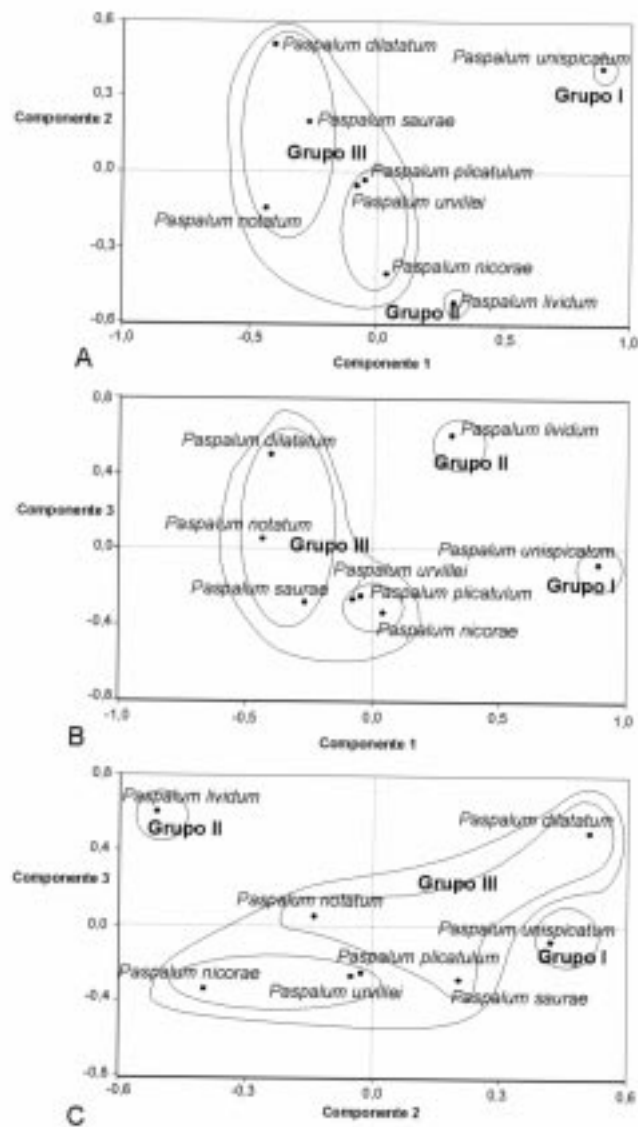 0,6
Paspalum dilatatum
Paspalum unispicatum
Grupo I
0,3
Componente 2
Paspalum saurae
Grupo III
Paspalum plicatulum
0,0
Paspalum urvillei
Paspalum notatum
-0,3
Paspalum nicorae
Paspalum lividum
Grupo II
-0,6
A
-1,0 -0,5 0,0 0,5 1,0
Componente 1
0,8
Paspalum dilatatum
Paspalum lividum
Grupo II
0,4
Componente 3
Paspalum notatum
Grupo III
0,0
Paspalum unispicatum
Paspalum urvillei
Grupo I
Paspalum saurae
Paspalum plicatulum
-0,4
Paspalum nicorae
-0,8
B
-1,0 -0,5 0,0 0,5 1,0
Componente 1
0,8
Paspalum lividum
Grupo II
Paspalum dilatatum
0,4
Componente 3
Grupo III
Paspalum notatum
0,0
Paspalum unispicatum
Grupo I
Paspalum plicatulum
Paspalum nicorae
Paspalum urvillei
Paspalum saurae
-0,4
-0,8
C
-0,6 -0,3 0,0 0,3 0,6
Componente 2